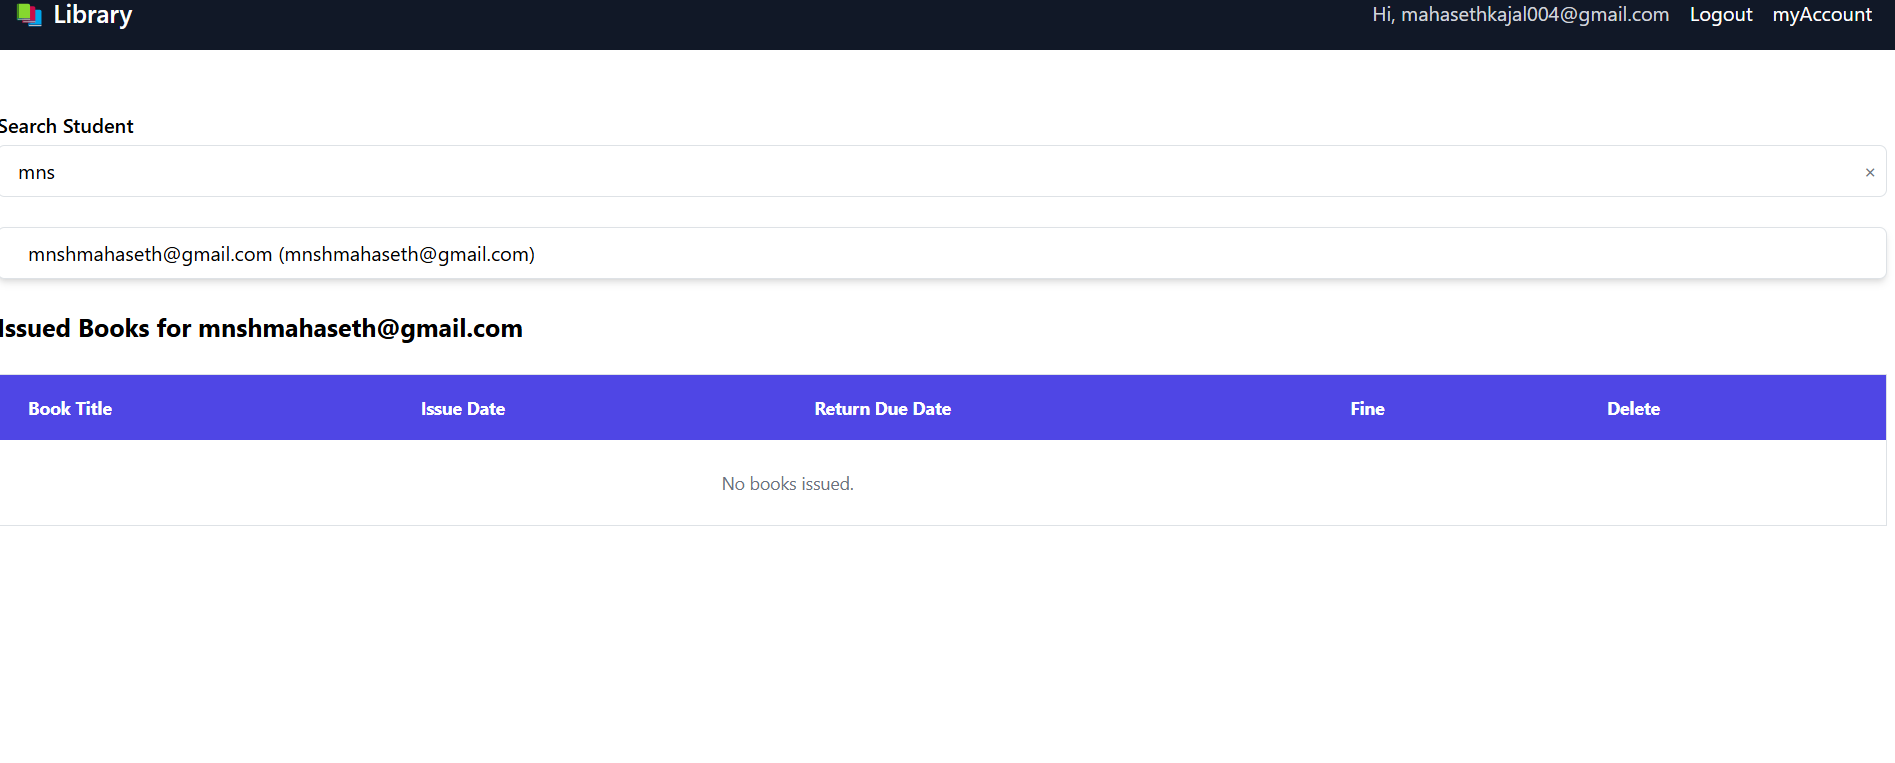 Library Hi, mahasethkajal004@gmail.com Logout myAccount
Search Student
mns ×
mnshmahaseth@gmail.com (mnshmahaseth@gmail.com)
Issued Books for mnshmahaseth@gmail.com
Book Title Issue Date Return Due Date Fine Delete
No books issued.